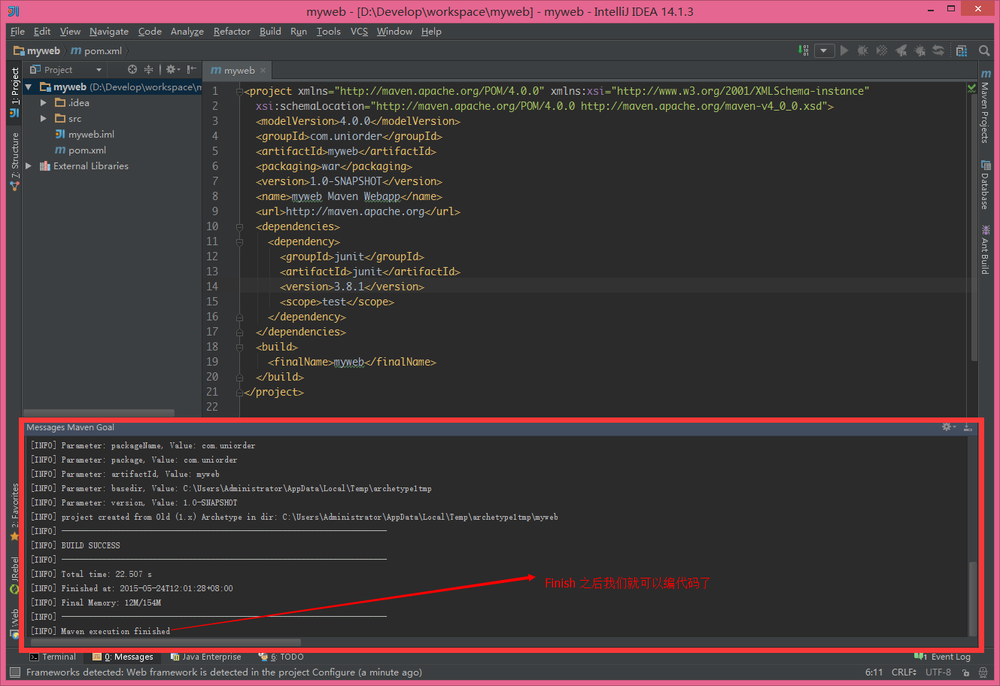 myweb - [D:\Develop\workspace\myweb] - myweb - IntelliJ IDEA 14.1.3
File Edit View Navigate Code Analyze Refactor Build Run Tools VCS Window Help
myweb pom.xml
Project
myweb
1: Project
Z: Structure
2: Favorites
JRebel
Web
myweb (D:\Develop\workspace\m
.idea
src
myweb.iml
pom.xml
External Libraries
1 <project xmlns="http://maven.apache.org/POM/4.0.0" xmlns:xsi="http://www.w3.org/2001/XMLSchema-instance"
2 xsi:schemaLocation="http://maven.apache.org/POM/4.0.0 http://maven.apache.org/maven-v4_0_0.xsd">
3 <modelVersion>4.0.0</modelVersion>
4 <groupId>com.uniorder</groupId>
5 <artifactId>myweb</artifactId>
6 <packaging>war</packaging>
7 <version>1.0-SNAPSHOT</version>
8 <name>myweb Maven Webapp</name>
9 <url>http://maven.apache.org</url>
10 <dependencies>
11 <dependency>
12 <groupId>junit</groupId>
13 <artifactId>junit</artifactId>
14 <version>3.8.1</version>
15 <scope>test</scope>
16 </dependency>
17 </dependencies>
18 <build>
19 <finalName>myweb</finalName>
20 </build>
21 </project>
22
Maven Projects
Database
Ant Build
Messages Maven Goal
[INFO] Parameter: packageName, Value: com.uniorder
[INFO] Parameter: package, Value: com.uniorder
[INFO] Parameter: artifactId, Value: myweb
[INFO] Parameter: basedir, Value: C:\Users\Administrator\AppData\Local\Temp\archetype1tmp
[INFO] Parameter: version, Value: 1.0-SNAPSHOT
[INFO] project created from Old (1.x) Archetype in dir: C:\Users\Administrator\AppData\Local\Temp\archetype1tmp\myweb
[INFO] ------------------------------------------------------------------------
[INFO] BUILD SUCCESS
[INFO] ------------------------------------------------------------------------
[INFO] Total time: 22.507 s
[INFO] Finished at: 2015-05-24T12:01:28+08:00
[INFO] Final Memory: 12M/154M
[INFO] ------------------------------------------------------------------------
[INFO] Maven execution finished
Finish 之后我们就可以编代码了
Terminal 0: Messages Java Enterprise 6: TODO 1 Event Log
Frameworks detected: Web framework is detected in the project Configure (a minute ago) 6:11 CRLF UTF-8